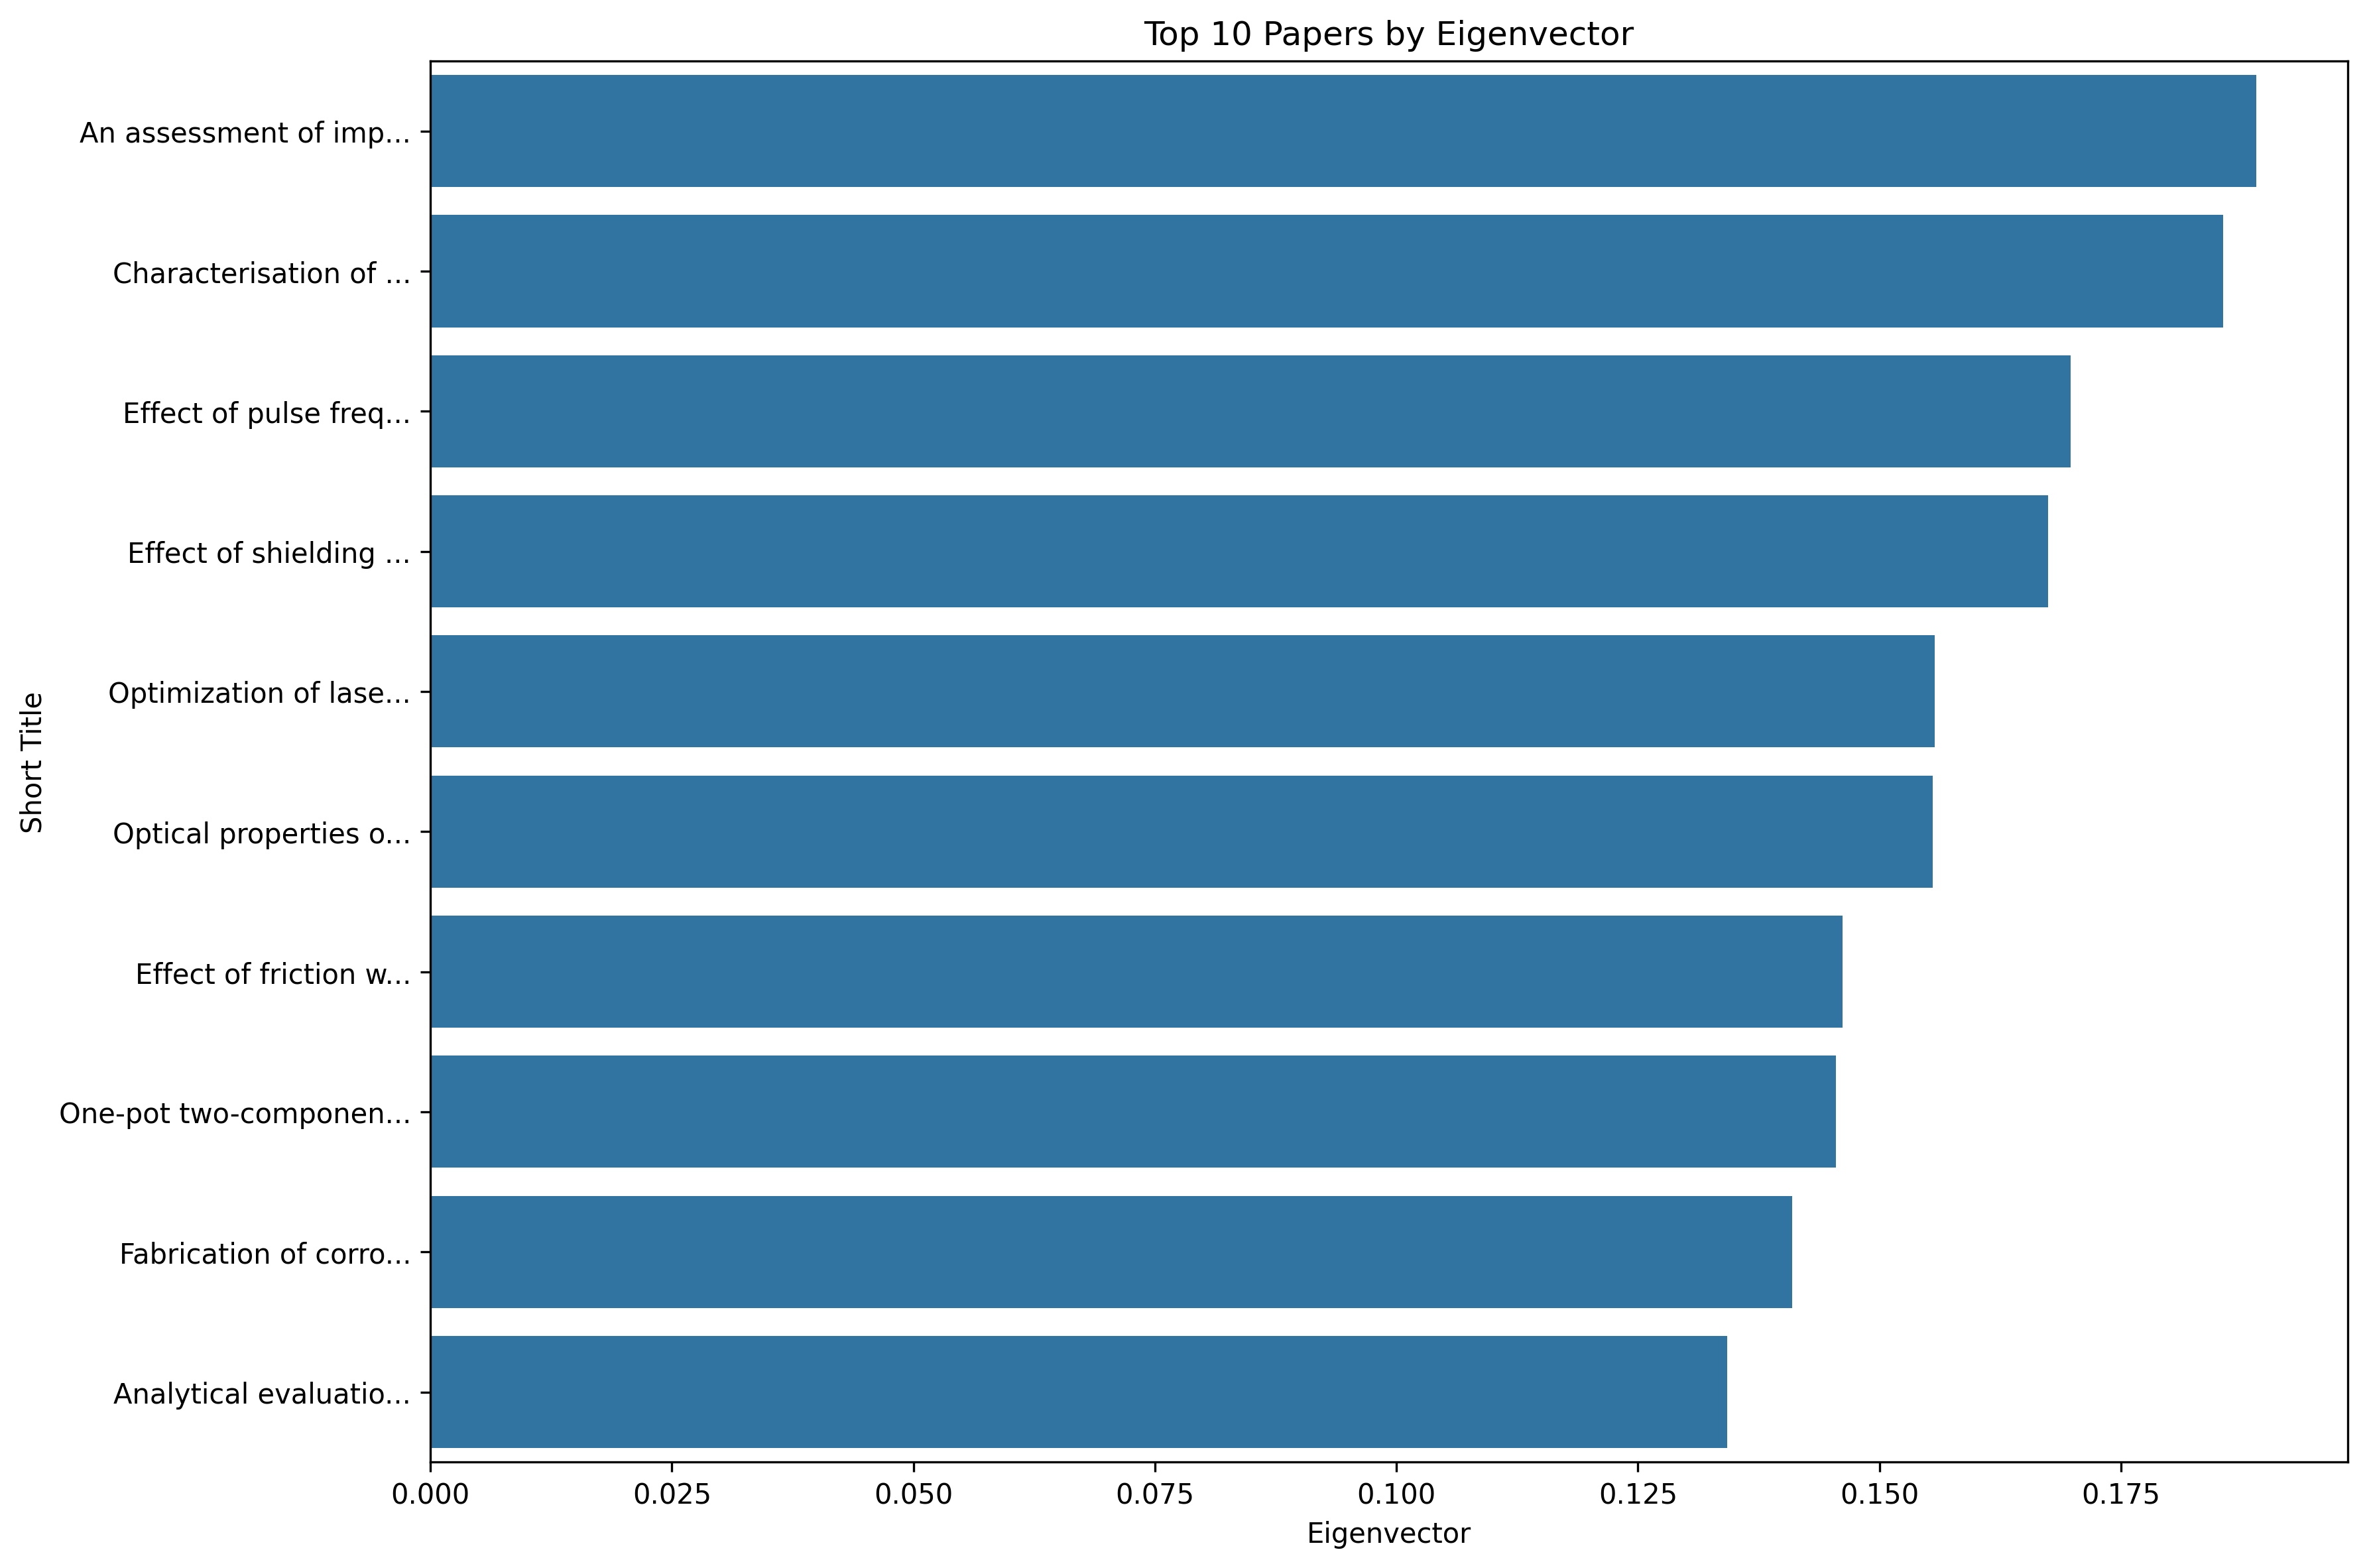 Top 10 Papers by Eigenvector
An assessment of imp...
Characterisation of ...
Effect of pulse freq...
Effect of shielding ...
Optimization of lase...
Optical properties o...
Effect of friction w...
One-pot two-componen...
Fabrication of corro...
Analytical evaluatio...
Short Title
0.000 0.025 0.050 0.075 0.100 0.125 0.150 0.175
Eigenvector